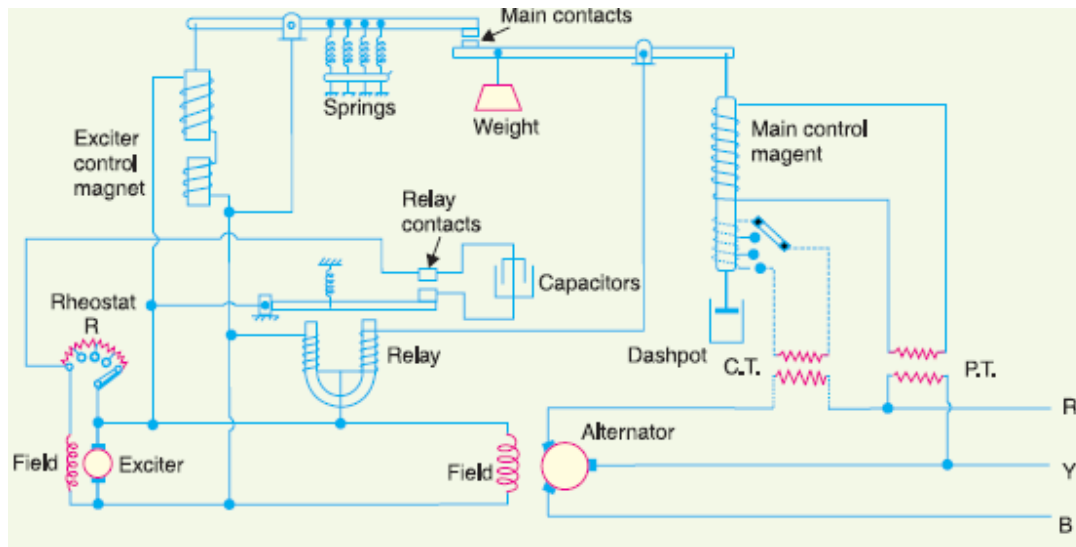 Main contacts
Springs
Weight
Exciter
control
magnet
Main control
magent
Relay
contacts
Capacitors
Rheostat
R
Relay
Dashpot
C.T.
P.T.
R
Alternator
Field
Exciter
Field
Y
B